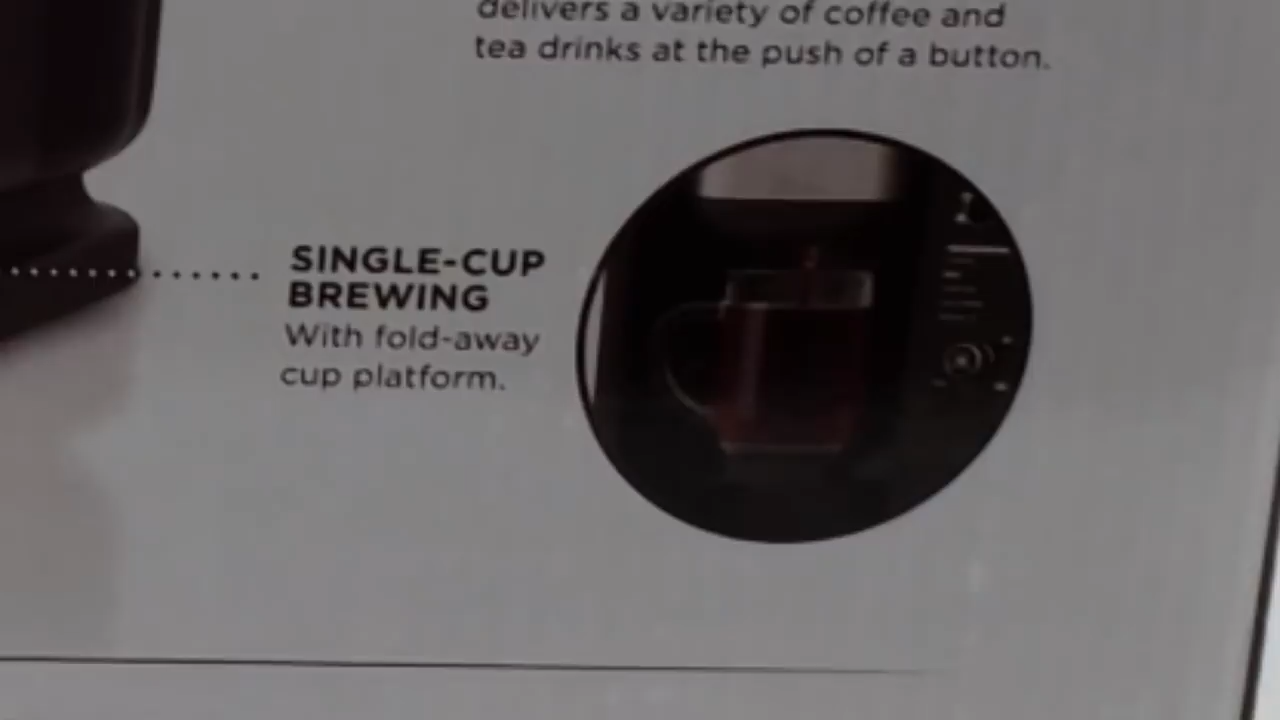 delivers a variety of coffee and
tea drinks at the push of a button.
SINGLE-CUP
BREWING
With fold-away
cup platform.